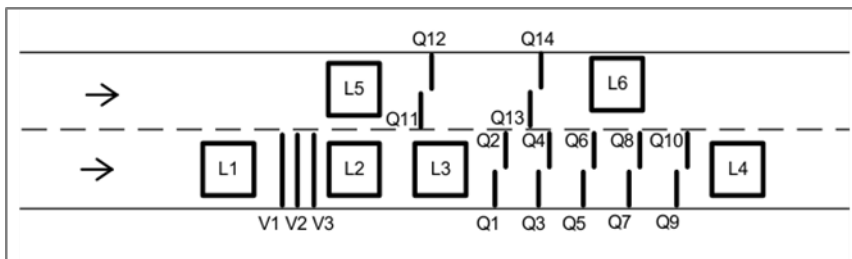 Q12 Q14
L5 L6
Q11 Q13
Q2 Q4 Q6 Q8 Q10
L1 L2 L3 L4
V1 V2 V3 Q1 Q3 Q5 Q7 Q9